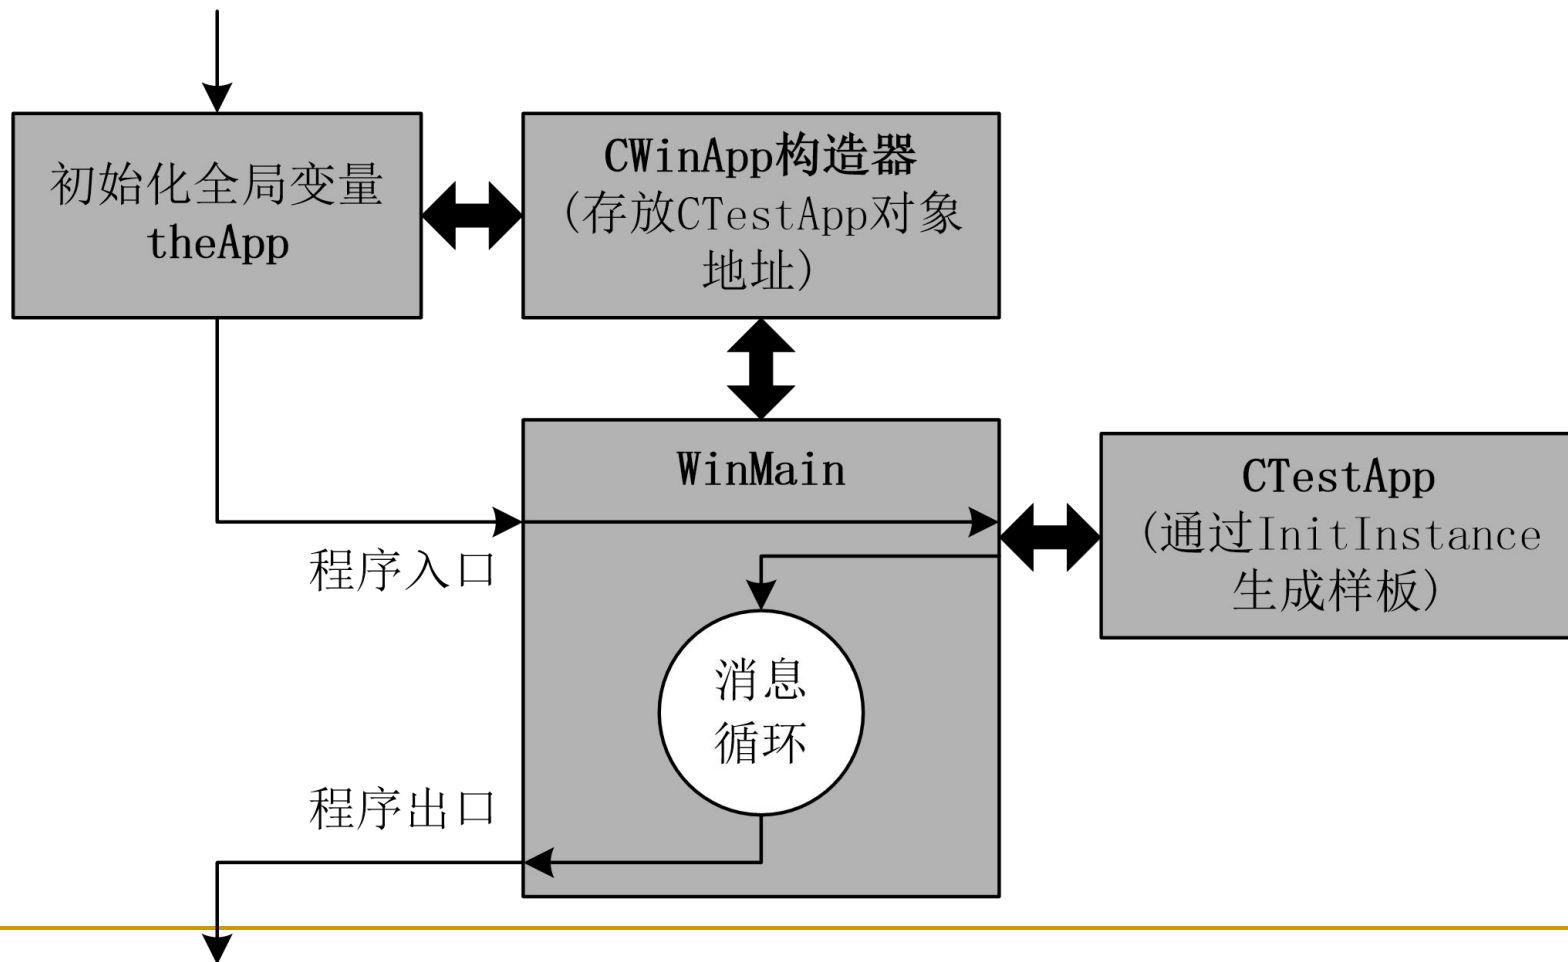 初始化全局变量
theApp
CWinApp构造器
(存放CTestApp对象
地址)
WinMain
CTestApp
(通过InitInstance
生成样板)
程序入口
消息
循环
程序出口